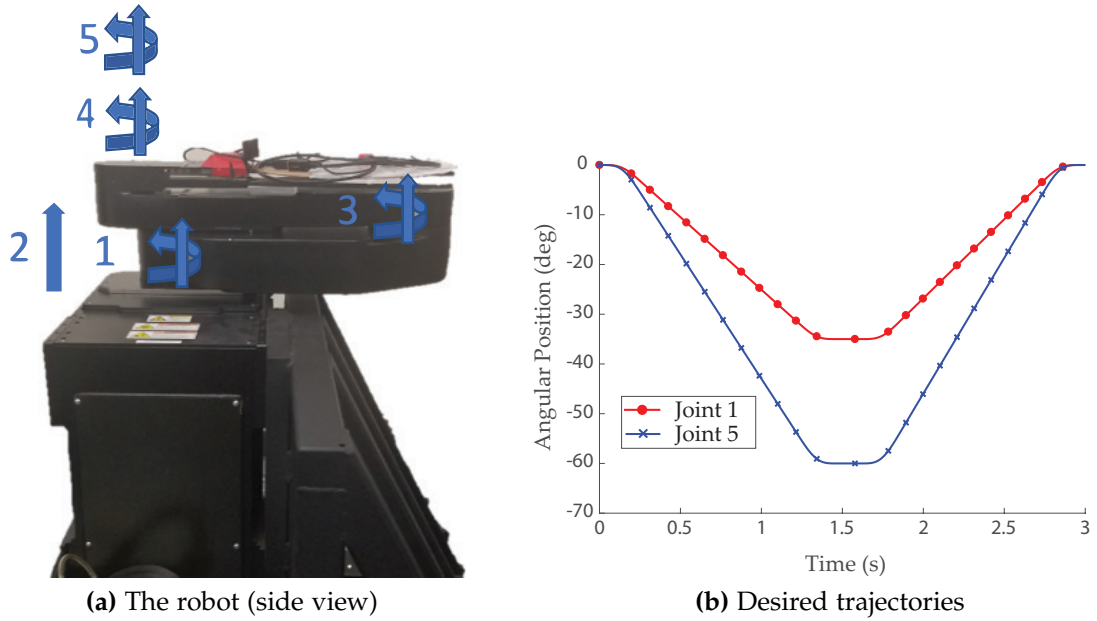 5
4
3
2
1
0
-10
-20
-30
-40
-50
-60
-70
Angular Position (deg)
Joint 1
Joint 5
0 0.5 1 1.5 2 2.5 3
Time (s)
(a) The robot (side view)
(b) Desired trajectories